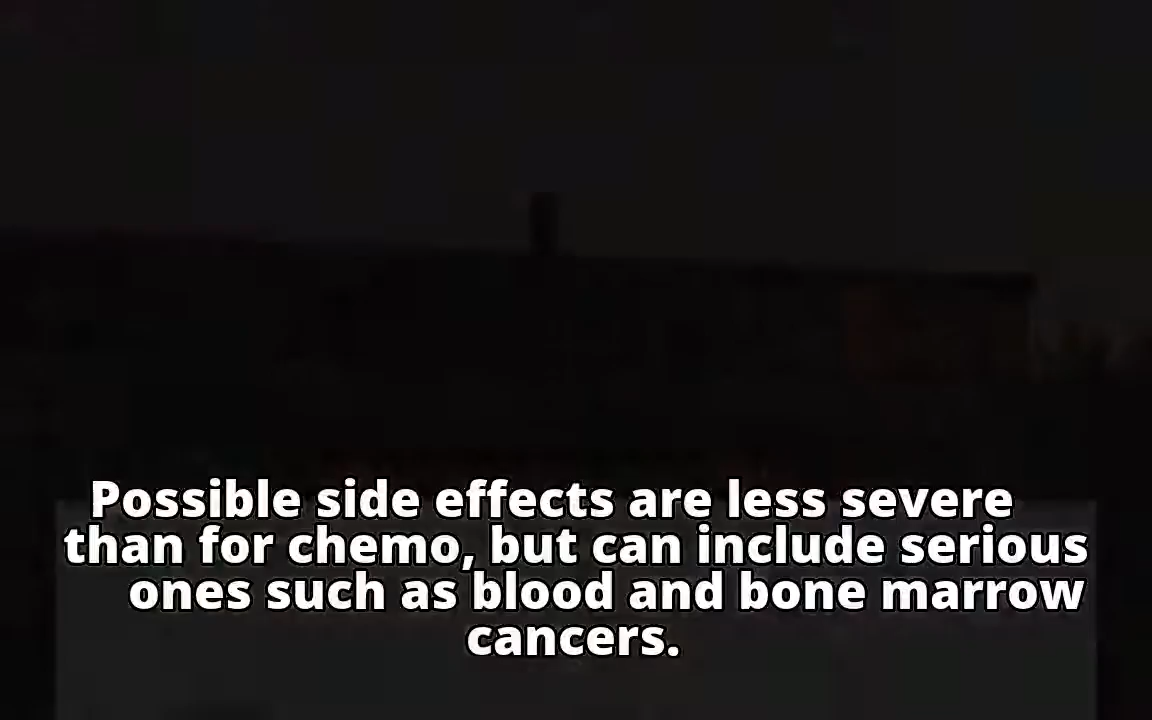 Possible side effects are less severe
than for chemo, but can include serious
ones such as blood and bone marrow
cancers.